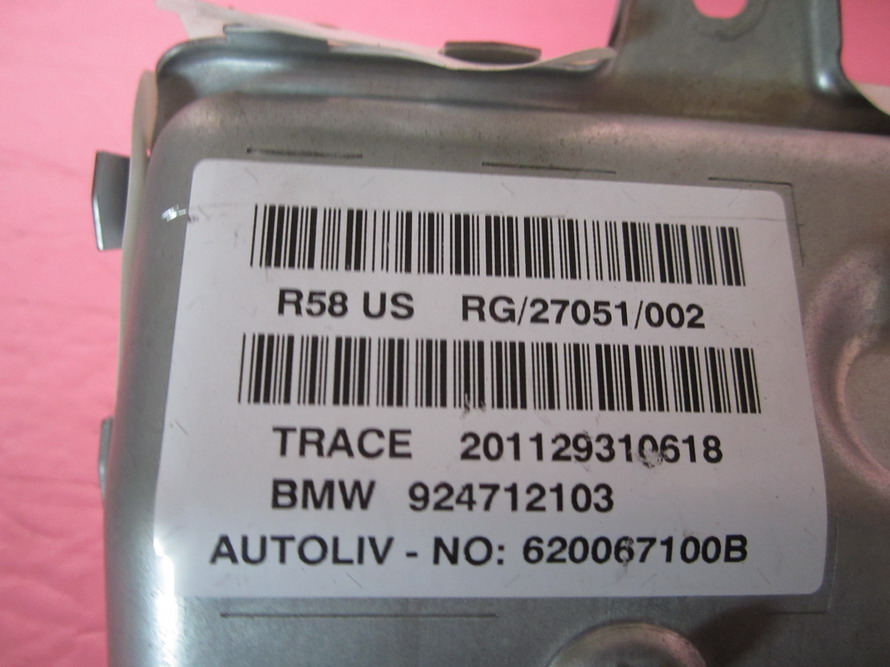 R58 US RG/27051/002
TRACE 201129310618
BMW 924712103
AUTOLIV - NO: 620067100B